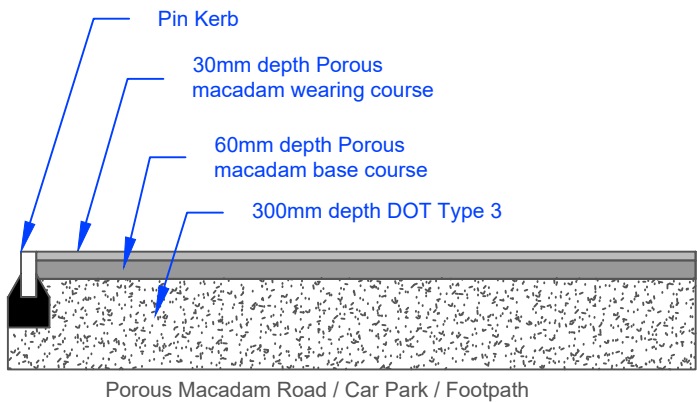 Pin Kerb
30mm depth Porous
macadam wearing course
60mm depth Porous
macadam base course
300mm depth DOT Type 3
Porous Macadam Road / Car Park / Footpath